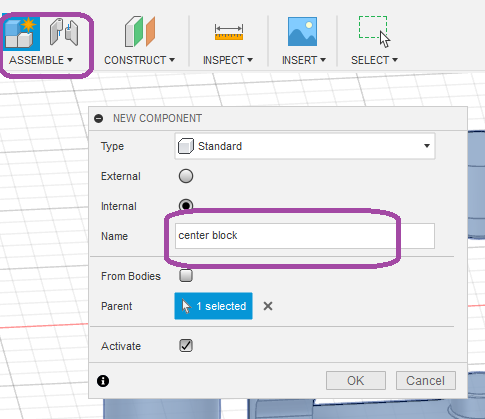 ASSEMBLE▾ CONSTRUCT▾ INSPECT▾ INSERT▾ SELECT▾
NEW COMPONENT
Type Standard
External
Internal
Name center block
From Bodies
Parent 1 selected
Activate
OK Cancel